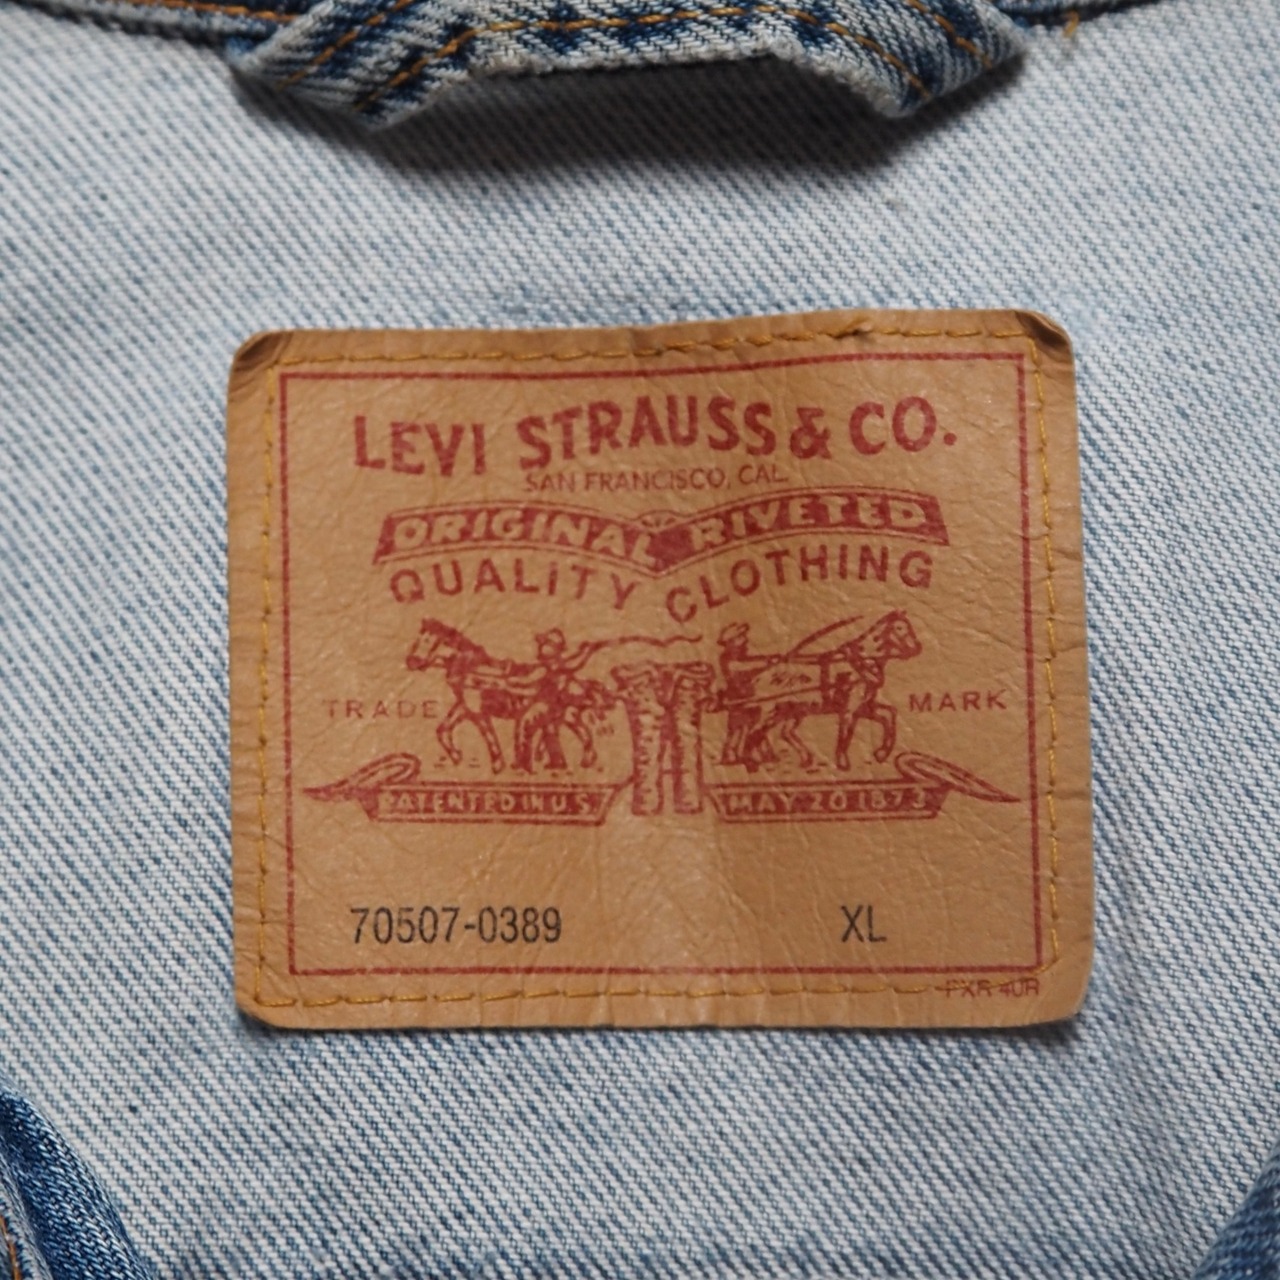 LEVI STRAUSS & CO.
SAN FRANCISCO, CAL.
ORIGINAL RIVETED
QUALITY CLOTHING
TRADE MARK
PATENTED IN U.S. MAY 20 1873
70507-0389 XL